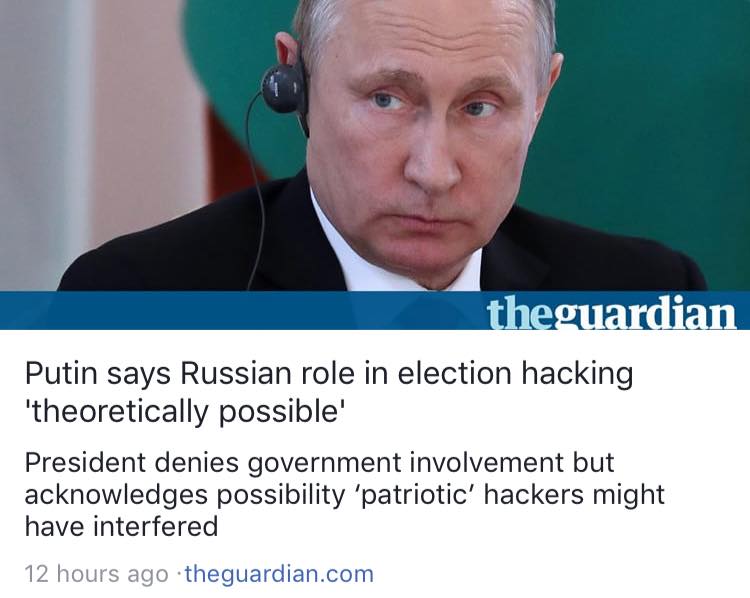 theguardian
Putin says Russian role in election hacking
'theoretically possible'
President denies government involvement but
acknowledges possibility ‘patriotic’ hackers might
have interfered
12 hours ago · theguardian.com